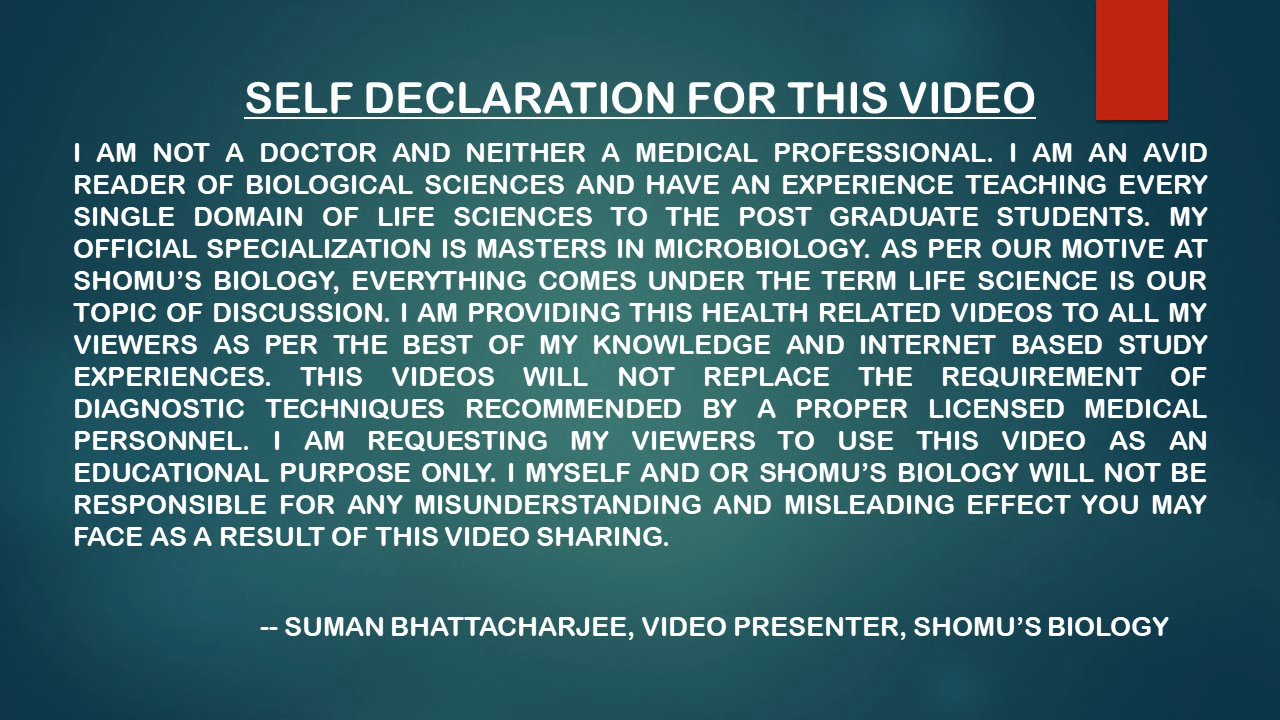 SELF DECLARATION FOR THIS VIDEO
I AM NOT A DOCTOR AND NEITHER A MEDICAL PROFESSIONAL. I AM AN AVID
READER OF BIOLOGICAL SCIENCES AND HAVE AN EXPERIENCE TEACHING EVERY
SINGLE DOMAIN OF LIFE SCIENCES TO THE POST GRADUATE STUDENTS. MY
OFFICIAL SPECIALIZATION IS MASTERS IN MICROBIOLOGY. AS PER OUR MOTIVE AT
SHOMU’S BIOLOGY, EVERYTHING COMES UNDER THE TERM LIFE SCIENCE IS OUR
TOPIC OF DISCUSSION. I AM PROVIDING THIS HEALTH RELATED VIDEOS TO ALL MY
VIEWERS AS PER THE BEST OF MY KNOWLEDGE AND INTERNET BASED STUDY
EXPERIENCES. THIS VIDEOS WILL NOT REPLACE THE REQUIREMENT OF
DIAGNOSTIC TECHNIQUES RECOMMENDED BY A PROPER LICENSED MEDICAL
PERSONNEL. I AM REQUESTING MY VIEWERS TO USE THIS VIDEO AS AN
EDUCATIONAL PURPOSE ONLY. I MYSELF AND OR SHOMU’S BIOLOGY WILL NOT BE
RESPONSIBLE FOR ANY MISUNDERSTANDING AND MISLEADING EFFECT YOU MAY
FACE AS A RESULT OF THIS VIDEO SHARING.
-- SUMAN BHATTACHARJEE, VIDEO PRESENTER, SHOMU’S BIOLOGY